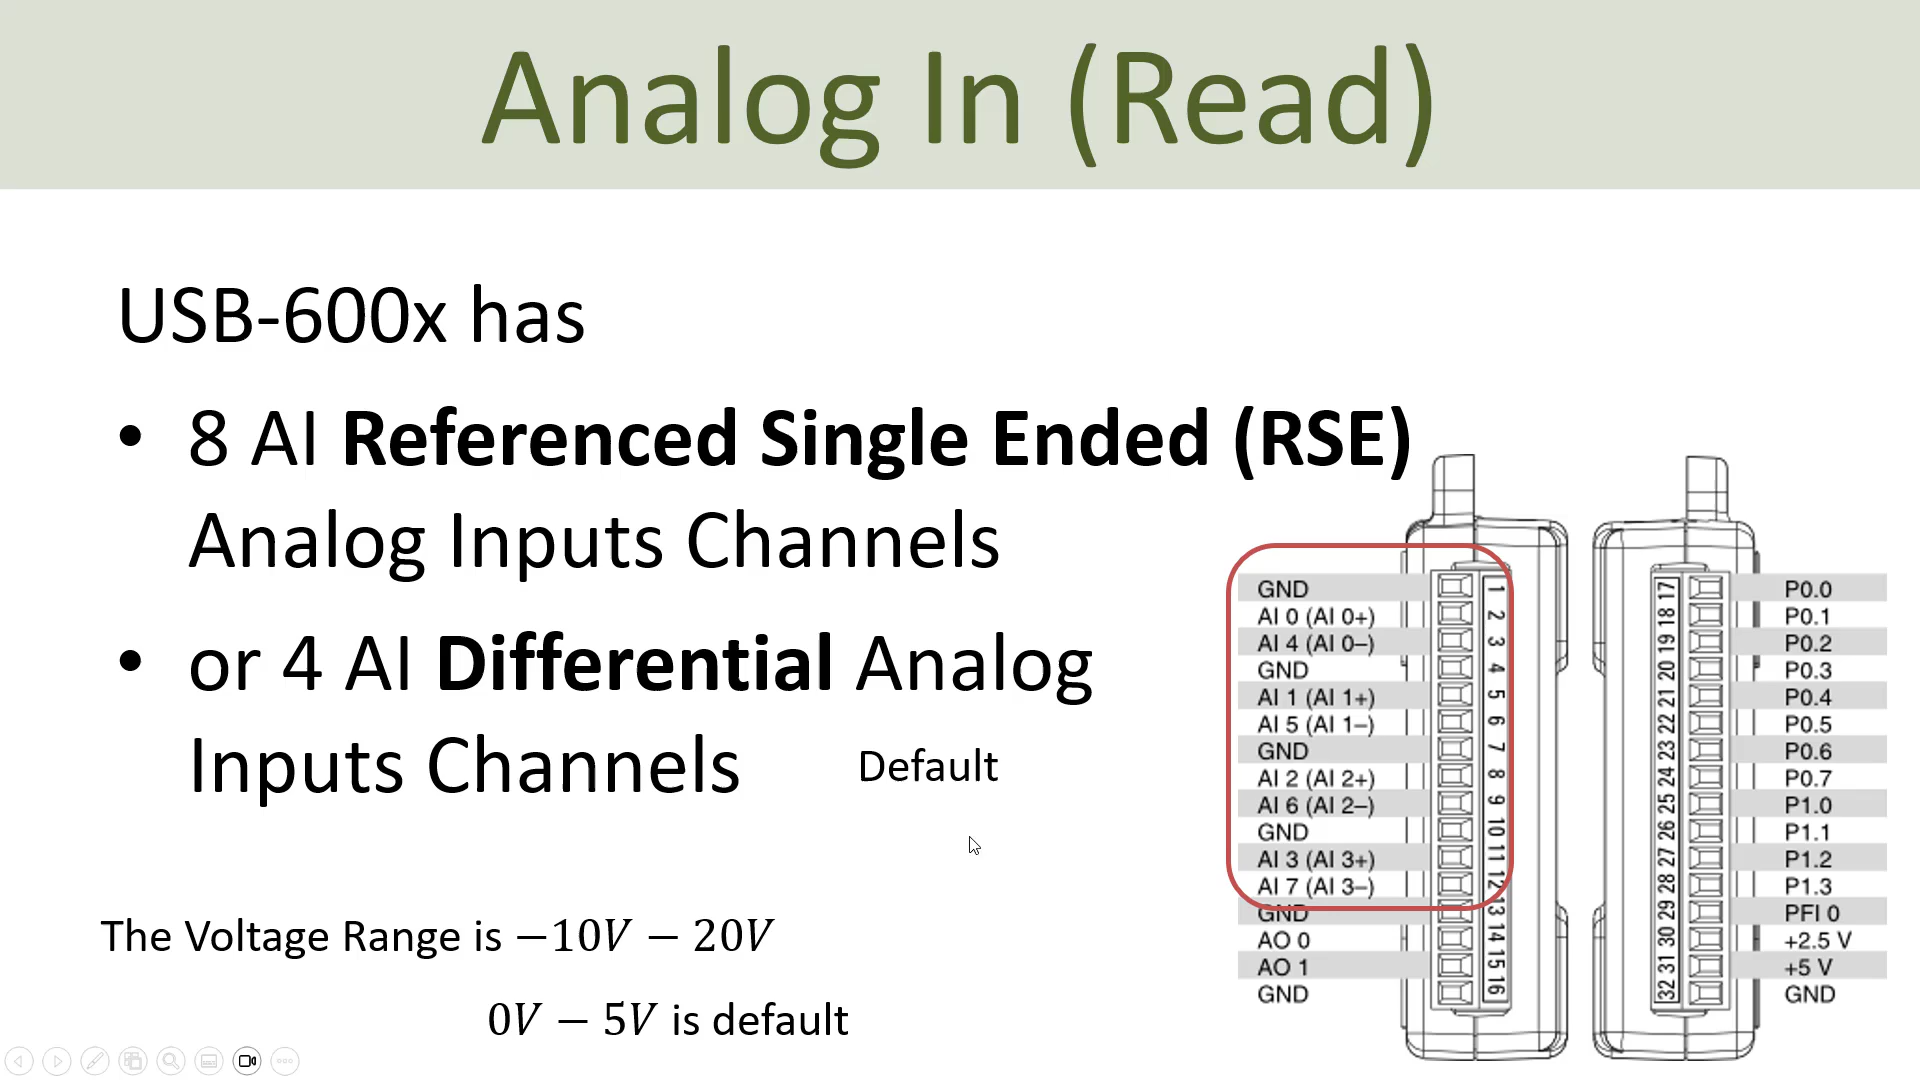 Analog In (Read)
USB-600x has
• 8 AI Referenced Single Ended (RSE)
Analog Inputs Channels
• or 4 AI Differential Analog
Inputs Channels
Default
The Voltage Range is −10V − 20V
0V − 5V is default
GND 1
AI 0 (AI 0+) 2
AI 4 (AI 0–) 3
GND 4
AI 1 (AI 1+) 5
AI 5 (AI 1–) 6
GND 7
AI 2 (AI 2+) 8
AI 6 (AI 2–) 9
GND 10
AI 3 (AI 3+) 11
AI 7 (AI 3–) 12
GND 13
AO 0 14
AO 1 15
GND 16
17 P0.0
18 P0.1
19 P0.2
20 P0.3
21 P0.4
22 P0.5
23 P0.6
24 P0.7
25 P1.0
26 P1.1
27 P1.2
28 P1.3
29 PFI 0
30 +2.5 V
31 +5 V
32 GND